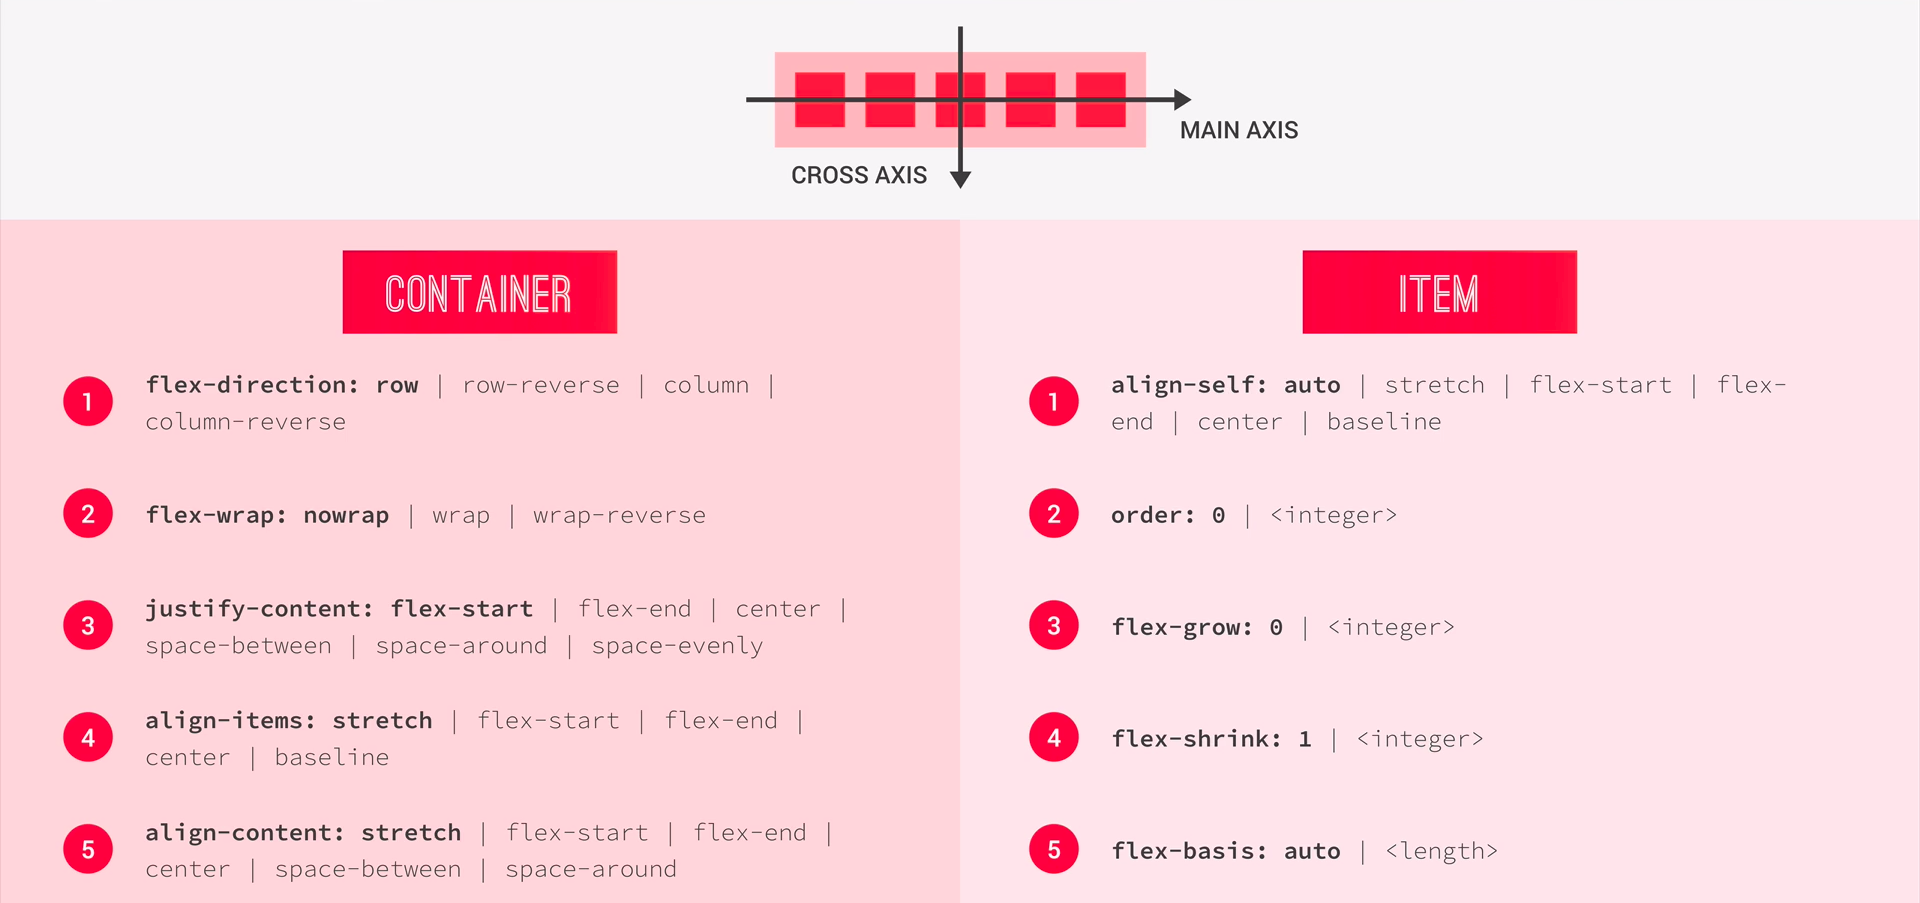 MAIN AXIS
CROSS AXIS
CONTAINER
1
flex-direction: row | row-reverse | column |
column-reverse
2
flex-wrap: nowrap | wrap | wrap-reverse
3
justify-content: flex-start | flex-end | center |
space-between | space-around | space-evenly
4
align-items: stretch | flex-start | flex-end |
center | baseline
5
align-content: stretch | flex-start | flex-end |
center | space-between | space-around
ITEM
1
align-self: auto | stretch | flex-start | flex-
end | center | baseline
2
order: 0 | <integer>
3
flex-grow: 0 | <integer>
4
flex-shrink: 1 | <integer>
5
flex-basis: auto | <length>